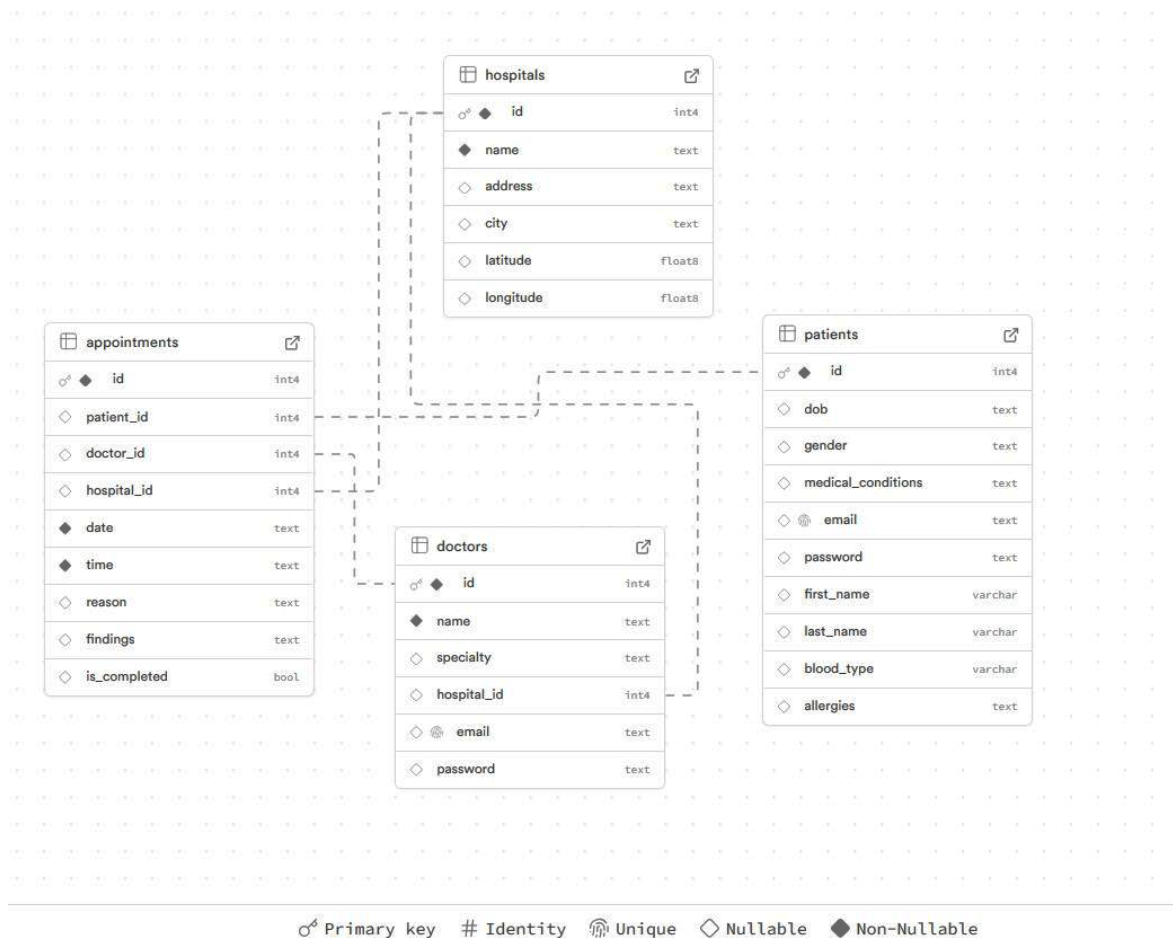 hospitals
id int4
name text
address text
city text
latitude float8
longitude float8
appointments
id int4
patient_id int4
doctor_id int4
hospital_id int4
date text
time text
reason text
findings text
is_completed bool
patients
id int4
dob text
gender text
medical_conditions text
email text
password text
first_name varchar
last_name varchar
blood_type varchar
allergies text
doctors
id int4
name text
specialty text
hospital_id int4
email text
password text
Primary key # Identity Unique Nullable Non-Nullable